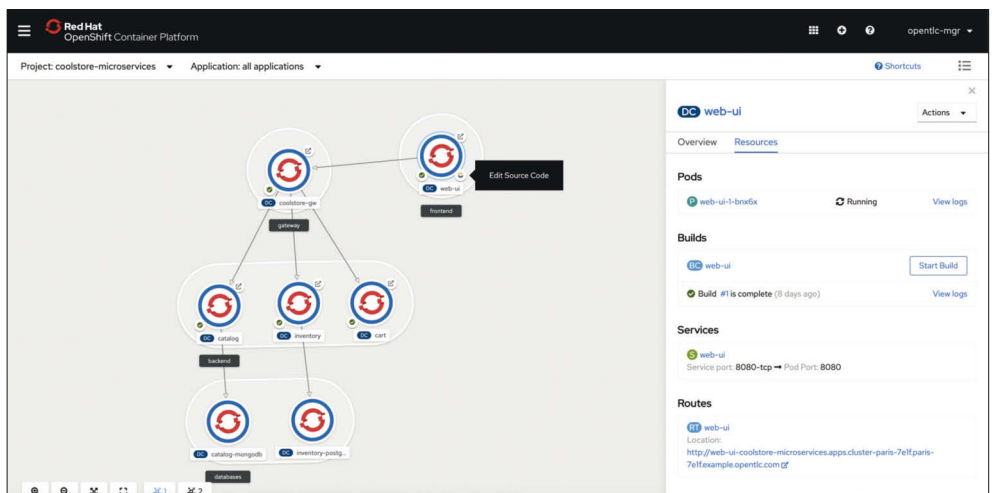 Red Hat
OpenShift Container Platform
opentlc-mgr
Project: coolstore-microservices
Application: all applications
Shortcuts
DC web-ui
Actions
Overview
Resources
Pods
P web-ui-1-bnx6x
Running
View logs
Builds
BC web-ui
Start Build
Build #1 is complete (8 days ago)
View logs
Services
S web-ui
Service port: 8080-tcp → Pod Port: 8080
Routes
RT web-ui
Location:
http://web-ui-coolstore-microservices.apps.cluster-paris-7e1f.paris-
7e1f.example.opentlc.com
DC web-ui
frontend
Edit Source Code
DC coolstore-gw
gateway
DC catalog
DC inventory
DC cart
backend
DC catalog-mongodb
DC inventory-postg...
databases
1
2